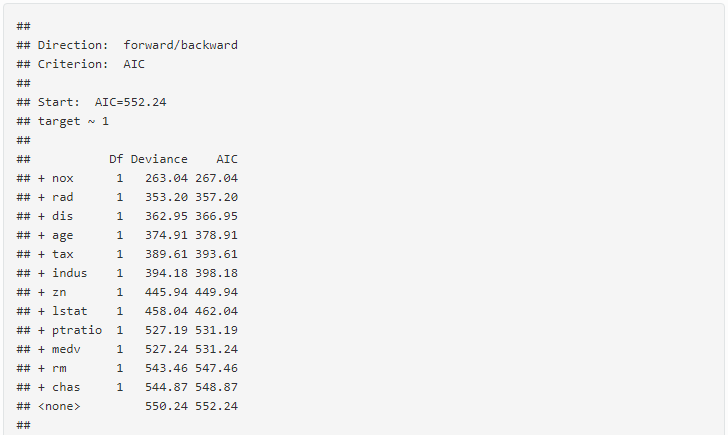 ##
## Direction:  forward/backward
## Criterion:  AIC
##
## Start:  AIC=552.24
## target ~ 1
##
##           Df Deviance    AIC
## + nox      1   263.04 267.04
## + rad      1   353.20 357.20
## + dis      1   362.95 366.95
## + age      1   374.91 378.91
## + tax      1   389.61 393.61
## + indus    1   394.18 398.18
## + zn       1   445.94 449.94
## + lstat    1   458.04 462.04
## + ptratio  1   527.19 531.19
## + medv     1   527.24 531.24
## + rm       1   543.46 547.46
## + chas     1   544.87 548.87
## <none>         550.24 552.24
##